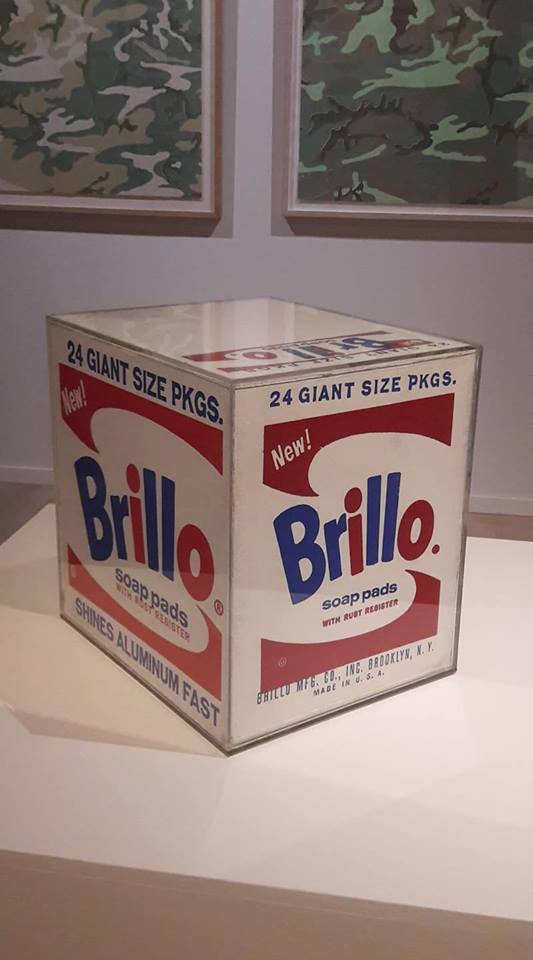 Brillo
24 GIANT SIZE PKGS.
New!
Brillo
soap pads
WITH RUST RESISTER
®
SHINES ALUMINUM FAST
24 GIANT SIZE PKGS.
New!
Brillo.
soap pads
WITH RUST RESISTER
BRILLO MFG. CO., INC. BROOKLYN, N. Y.
MADE IN U. S. A.